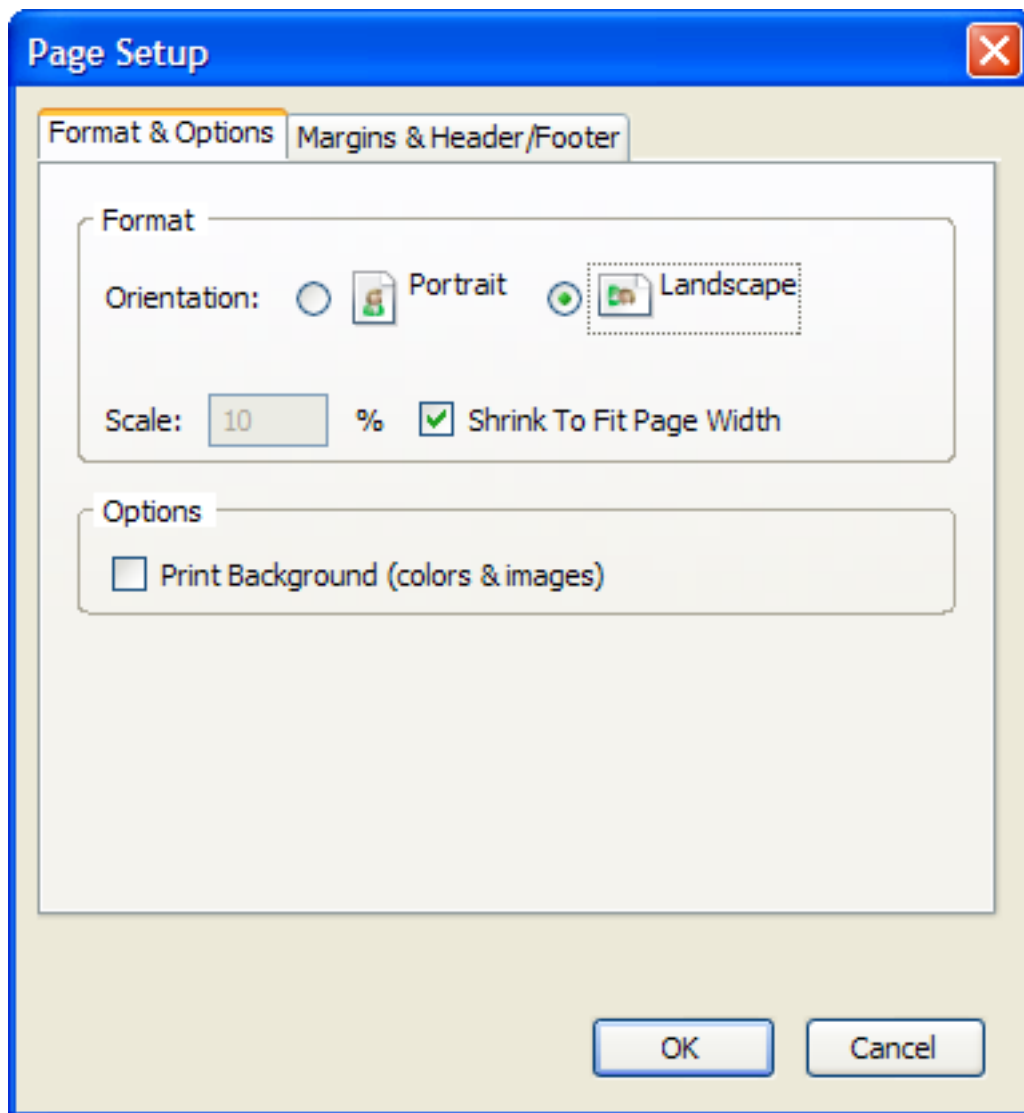 Page Setup
Format & Options Margins & Header/Footer
Format
Orientation: Portrait Landscape
Scale: 10 % Shrink To Fit Page Width
Options
Print Background (colors & images)
OK Cancel